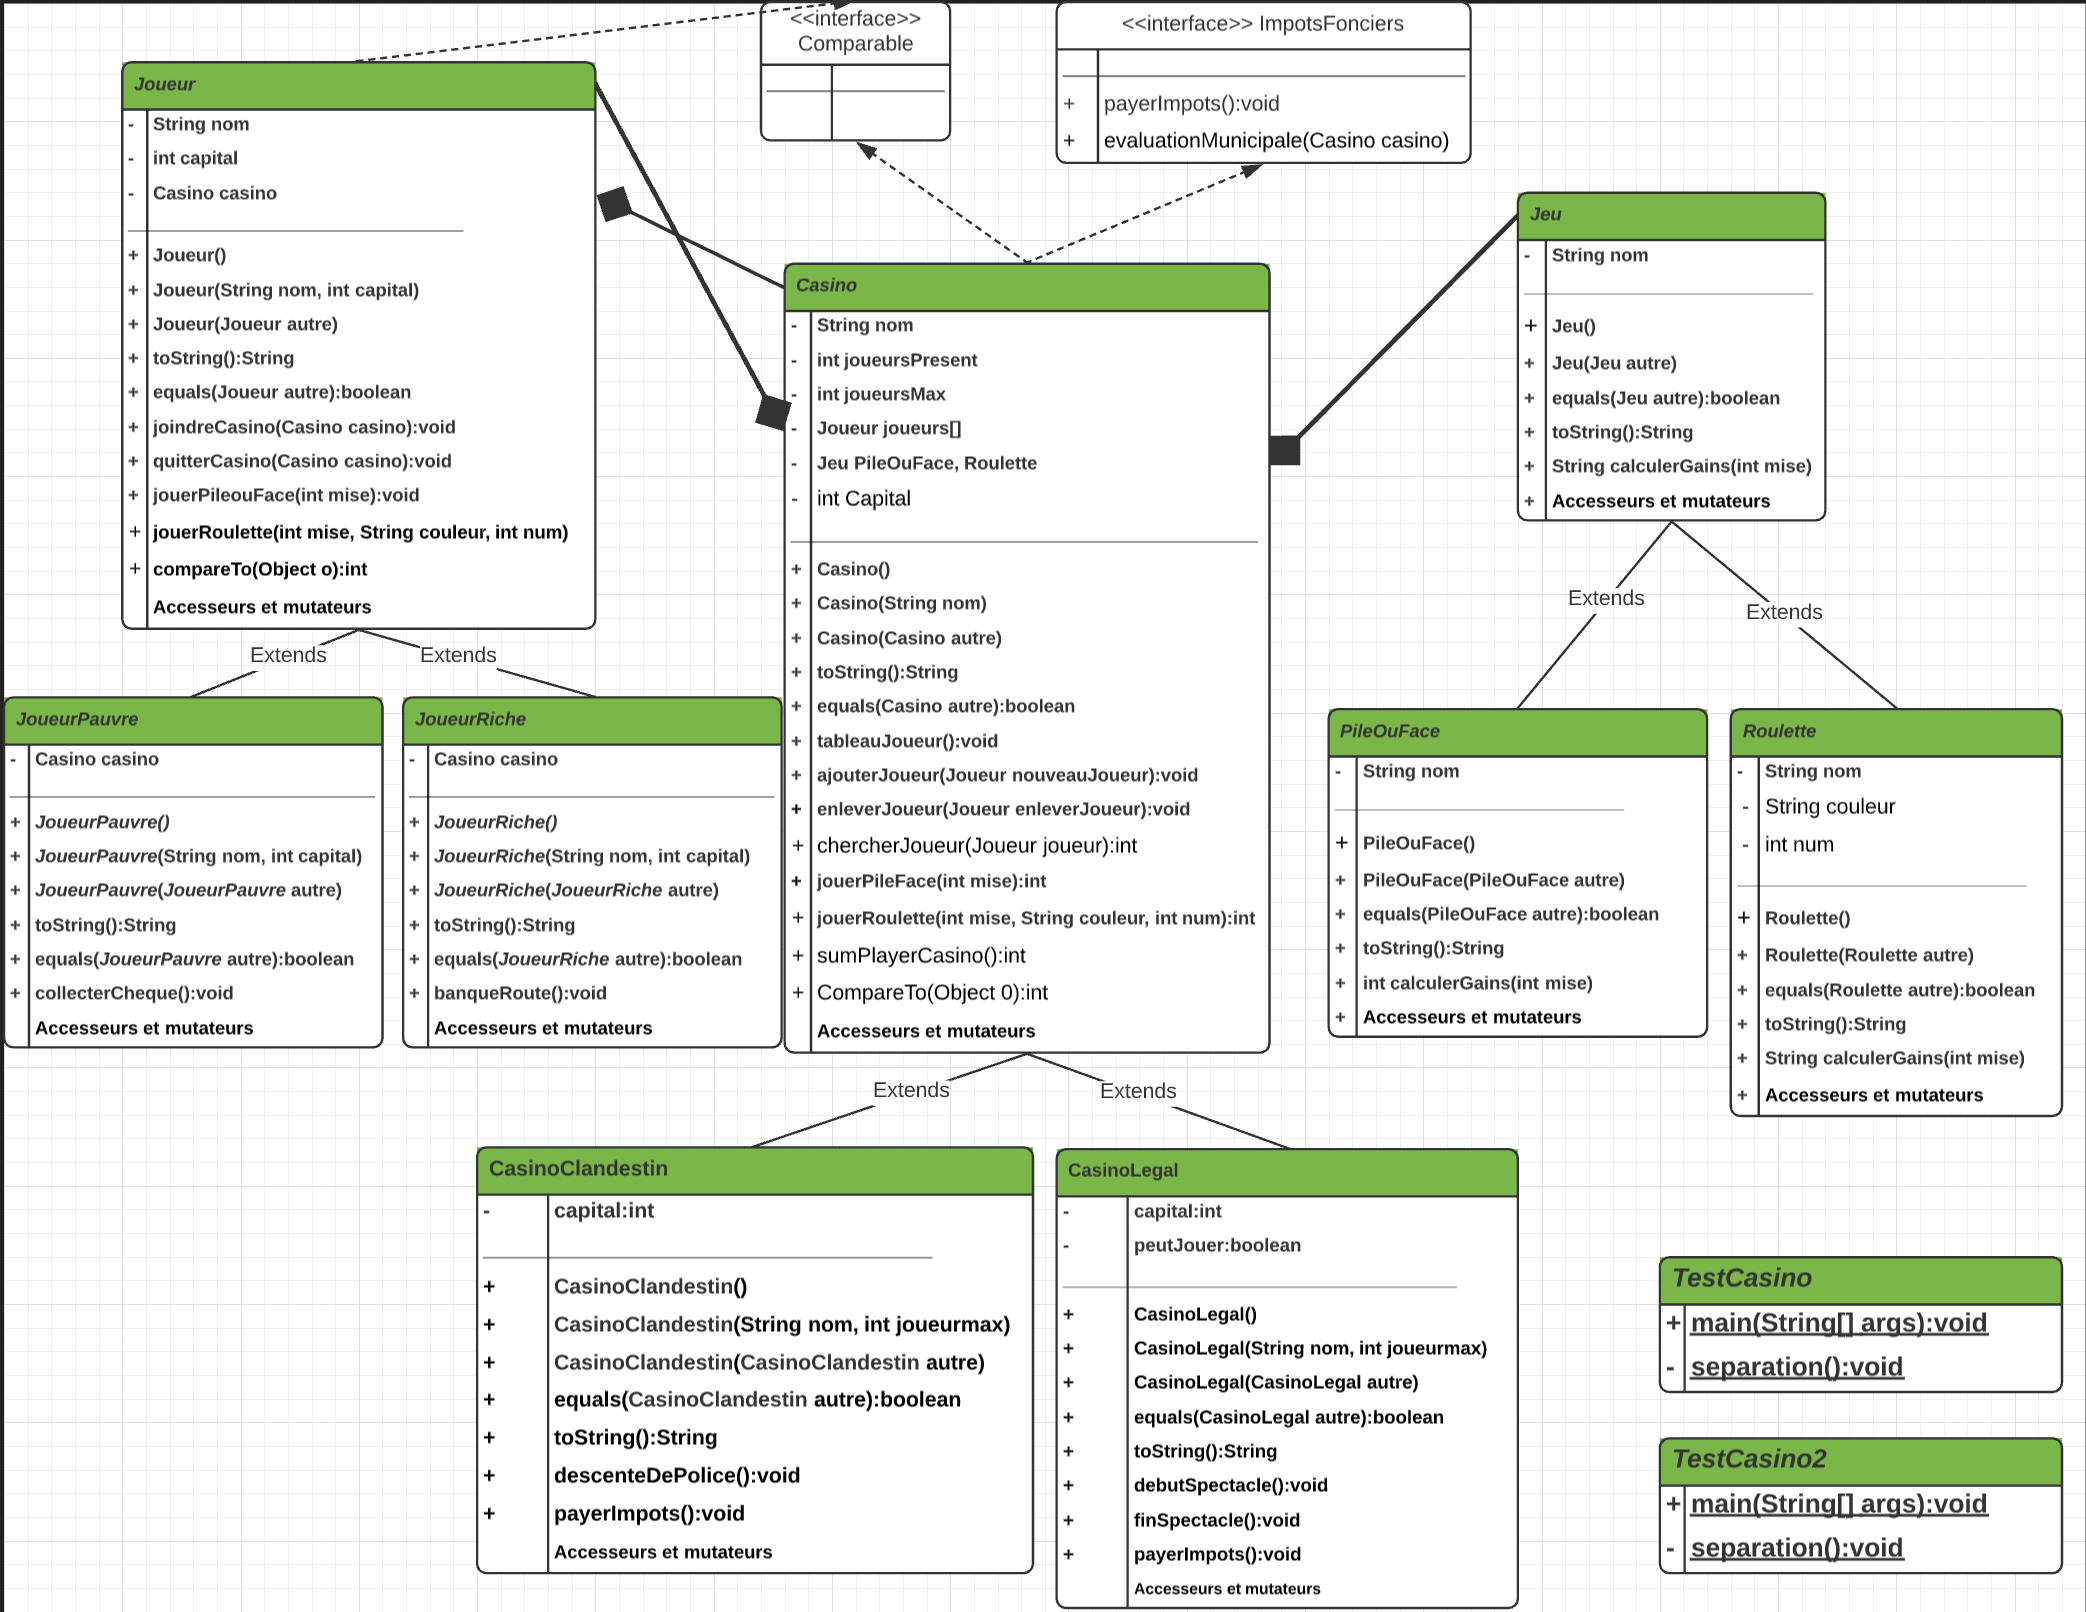 <<interface>>
Comparable
<<interface>> ImpotsFonciers
+ payerImpots():void
+ evaluationMunicipale(Casino casino)
Joueur
- String nom
- int capital
- Casino casino
+ Joueur()
+ Joueur(String nom, int capital)
+ Joueur(Joueur autre)
+ toString():String
+ equals(Joueur autre):boolean
+ joindreCasino(Casino casino):void
+ quitterCasino(Casino casino):void
+ jouerPileouFace(int mise):void
+ jouerRoulette(int mise, String couleur, int num)
+ compareTo(Object o):int
Accesseurs et mutateurs
Casino
- String nom
- int joueursPresent
- int joueursMax
- Joueur joueurs[]
- Jeu PileOuFace, Roulette
- int Capital
+ Casino()
+ Casino(String nom)
+ Casino(Casino autre)
+ toString():String
+ equals(Casino autre):boolean
+ tableauJoueur():void
+ ajouterJoueur(Joueur nouveauJoueur):void
+ enleverJoueur(Joueur enleverJoueur):void
+ chercherJoueur(Joueur joueur):int
+ jouerPileFace(int mise):int
+ jouerRoulette(int mise, String couleur, int num):int
+ sumPlayerCasino():int
+ CompareTo(Object 0):int
Accesseurs et mutateurs
Jeu
- String nom
+ Jeu()
+ Jeu(Jeu autre)
+ equals(Jeu autre):boolean
+ toString():String
+ String calculerGains(int mise)
+ Accesseurs et mutateurs
Extends
Extends
Extends
Extends
JoueurPauvre
- Casino casino
+ JoueurPauvre()
+ JoueurPauvre(String nom, int capital)
+ JoueurPauvre(JoueurPauvre autre)
+ toString():String
+ equals(JoueurPauvre autre):boolean
+ collecterCheque():void
Accesseurs et mutateurs
JoueurRiche
- Casino casino
+ JoueurRiche()
+ JoueurRiche(String nom, int capital)
+ JoueurRiche(JoueurRiche autre)
+ toString():String
+ equals(JoueurRiche autre):boolean
+ banqueRoute():void
Accesseurs et mutateurs
PileOuFace
- String nom
+ PileOuFace()
+ PileOuFace(PileOuFace autre)
+ equals(PileOuFace autre):boolean
+ toString():String
+ int calculerGains(int mise)
+ Accesseurs et mutateurs
Roulette
- String nom
- String couleur
- int num
+ Roulette()
+ Roulette(Roulette autre)
+ equals(Roulette autre):boolean
+ toString():String
+ String calculerGains(int mise)
+ Accesseurs et mutateurs
Extends
Extends
CasinoClandestin
- capital:int
+ CasinoClandestin()
+ CasinoClandestin(String nom, int joueurmax)
+ CasinoClandestin(CasinoClandestin autre)
+ equals(CasinoClandestin autre):boolean
+ toString():String
+ descenteDePolice():void
+ payerImpots():void
Accesseurs et mutateurs
CasinoLegal
- capital:int
- peutJouer:boolean
+ CasinoLegal()
+ CasinoLegal(String nom, int joueurmax)
+ CasinoLegal(CasinoLegal autre)
+ equals(CasinoLegal autre):boolean
+ toString():String
+ debutSpectacle():void
+ finSpectacle():void
+ payerImpots():void
Accesseurs et mutateurs
TestCasino
+ main(String[] args):void
- separation():void
TestCasino2
+ main(String[] args):void
- separation():void